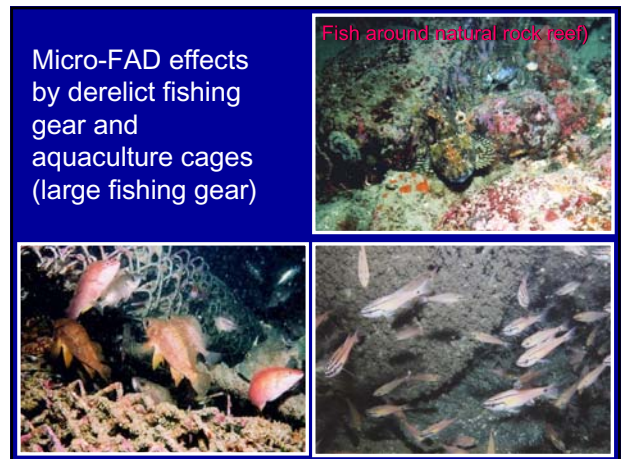 Micro-FAD effects
by derelict fishing
gear and
aquaculture cages
(large fishing gear)
Fish around natural rock reef)